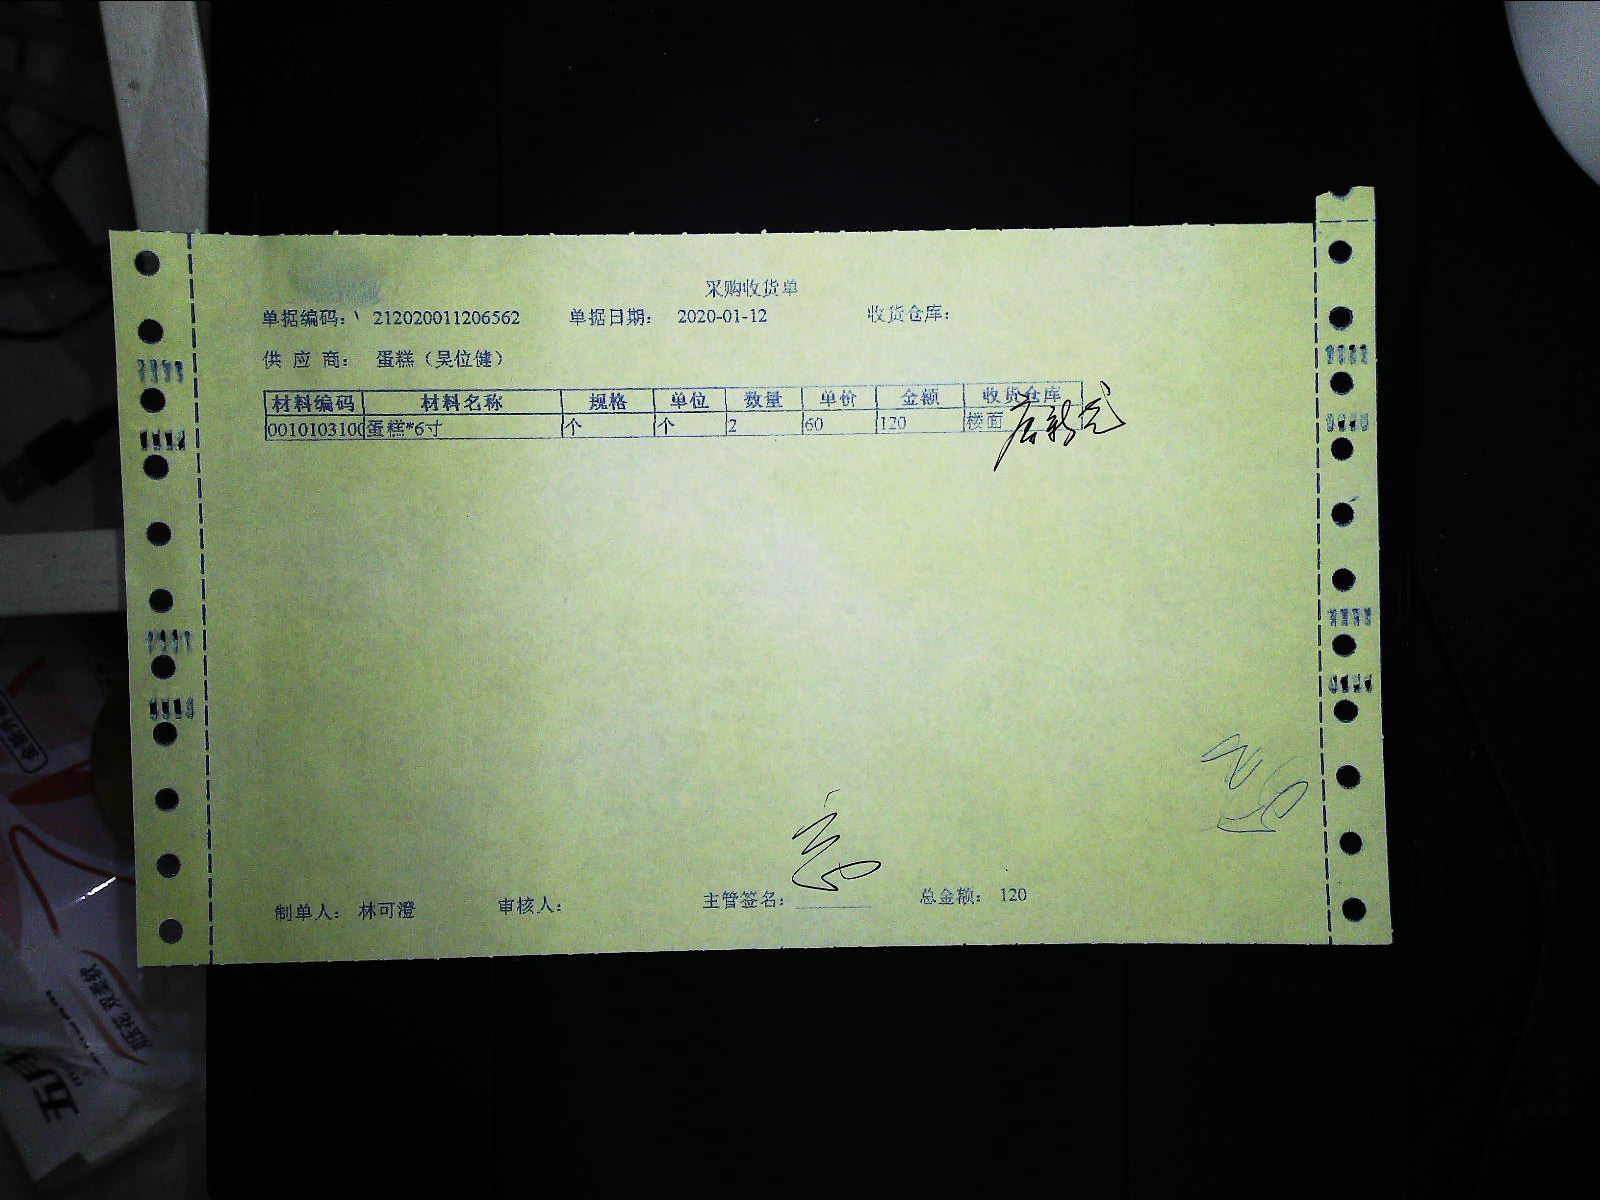 采购收货单
单据编码： 212020011206562 单据日期： 2020-01-12 收货仓库：
供 应 商： 蛋糕（吴位健）
材料编码 材料名称 规格 单位 数量 单价 金额 收货仓库
0010103100 蛋糕*6寸 个 个 2 60 120 楼面
制单人： 林可澄 审核人： 主管签名： 总金额： 120